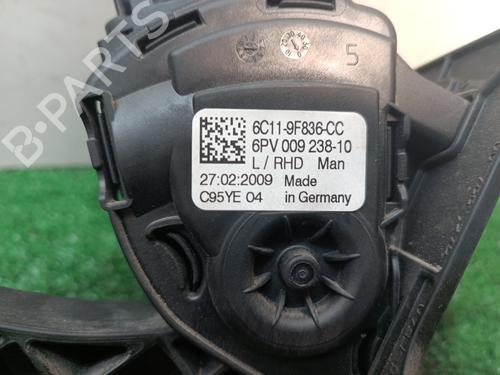 B-PARTS
5
6C11-9F836-CC
6PV 009 238-10
L / RHD Man
27:02:2009 Made
C95YE 04 in Germany